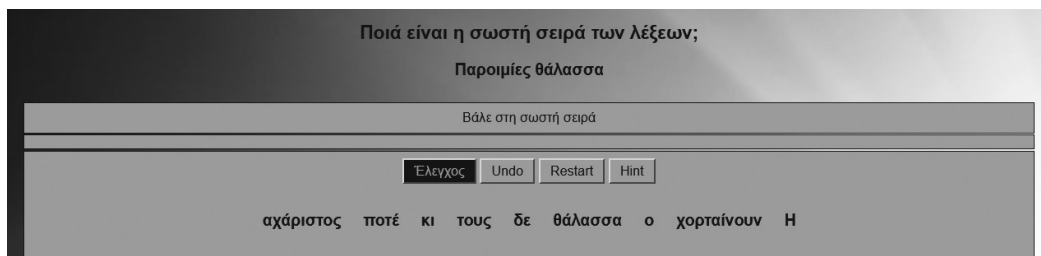 Ποιά είναι η σωστή σειρά των λέξεων;
Παροιμίες θάλασσα
Βάλε στη σωστή σειρά
Έλεγχος Undo Restart Hint
αχάριστος ποτέ κι τους δε θάλασσα ο χορταίνουν Η